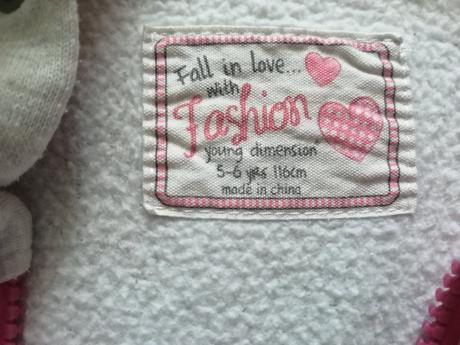 Fall in love...
with
Fashion
young dimension
5-6 yrs 116cm
made in china